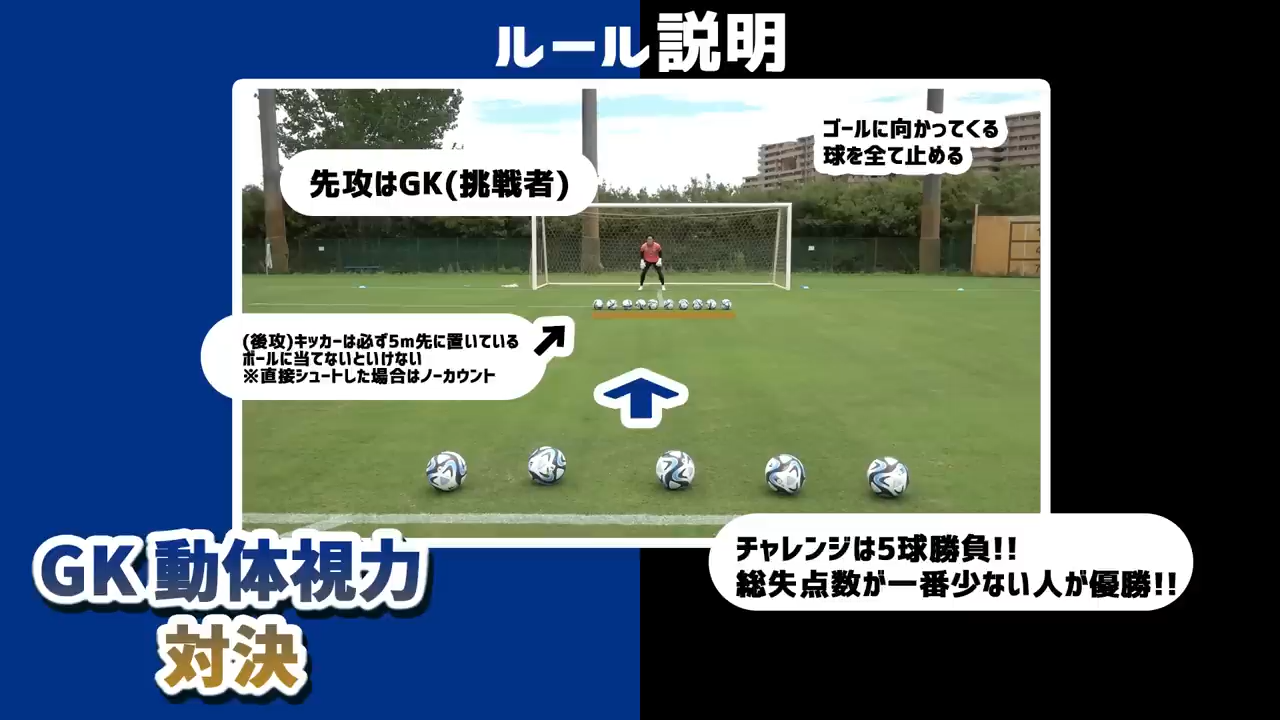 ルール説明
ゴールに向かってくる
球を全て止める
先攻はGK(挑戦者)
(後攻)キッカーは必ず5m先に置いている
ボールに当てないといけない
※直接シュートした場合はノーカウント
チャレンジは5球勝負!!
総失点数が一番少ない人が優勝!!
GK動体視力
対決